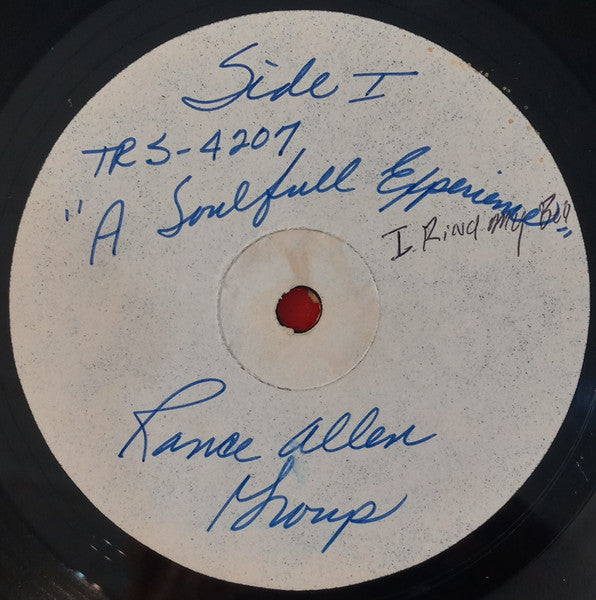 Side I
TRS-4207
"A Soulfull Experience"
I. Ring my Bell
Rance Allen
Group